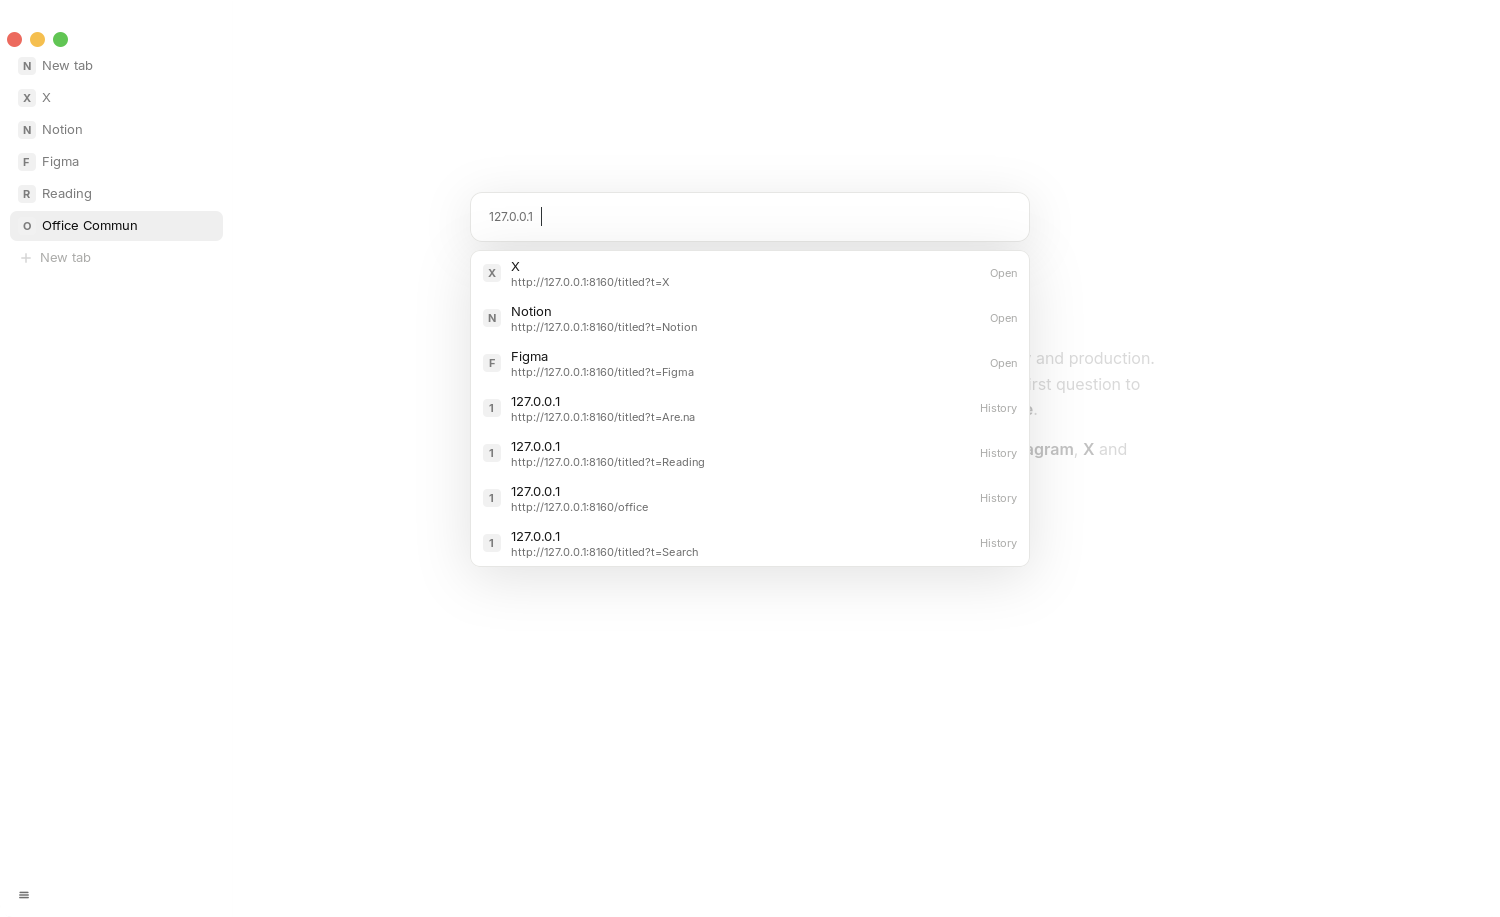 N New tab
X X
N Notion
F Figma
R Reading
O Office Commun
+ New tab
127.0.0.1
X X Open
http://127.0.0.1:8160/titled?t=X
N Notion Open
http://127.0.0.1:8160/titled?t=Notion
F Figma Open
http://127.0.0.1:8160/titled?t=Figma
1 127.0.0.1 History
http://127.0.0.1:8160/titled?t=Are.na
1 127.0.0.1 History
http://127.0.0.1:8160/titled?t=Reading
1 127.0.0.1 History
http://127.0.0.1:8160/office
1 127.0.0.1 History
http://127.0.0.1:8160/titled?t=Search
and production.
question to
X and